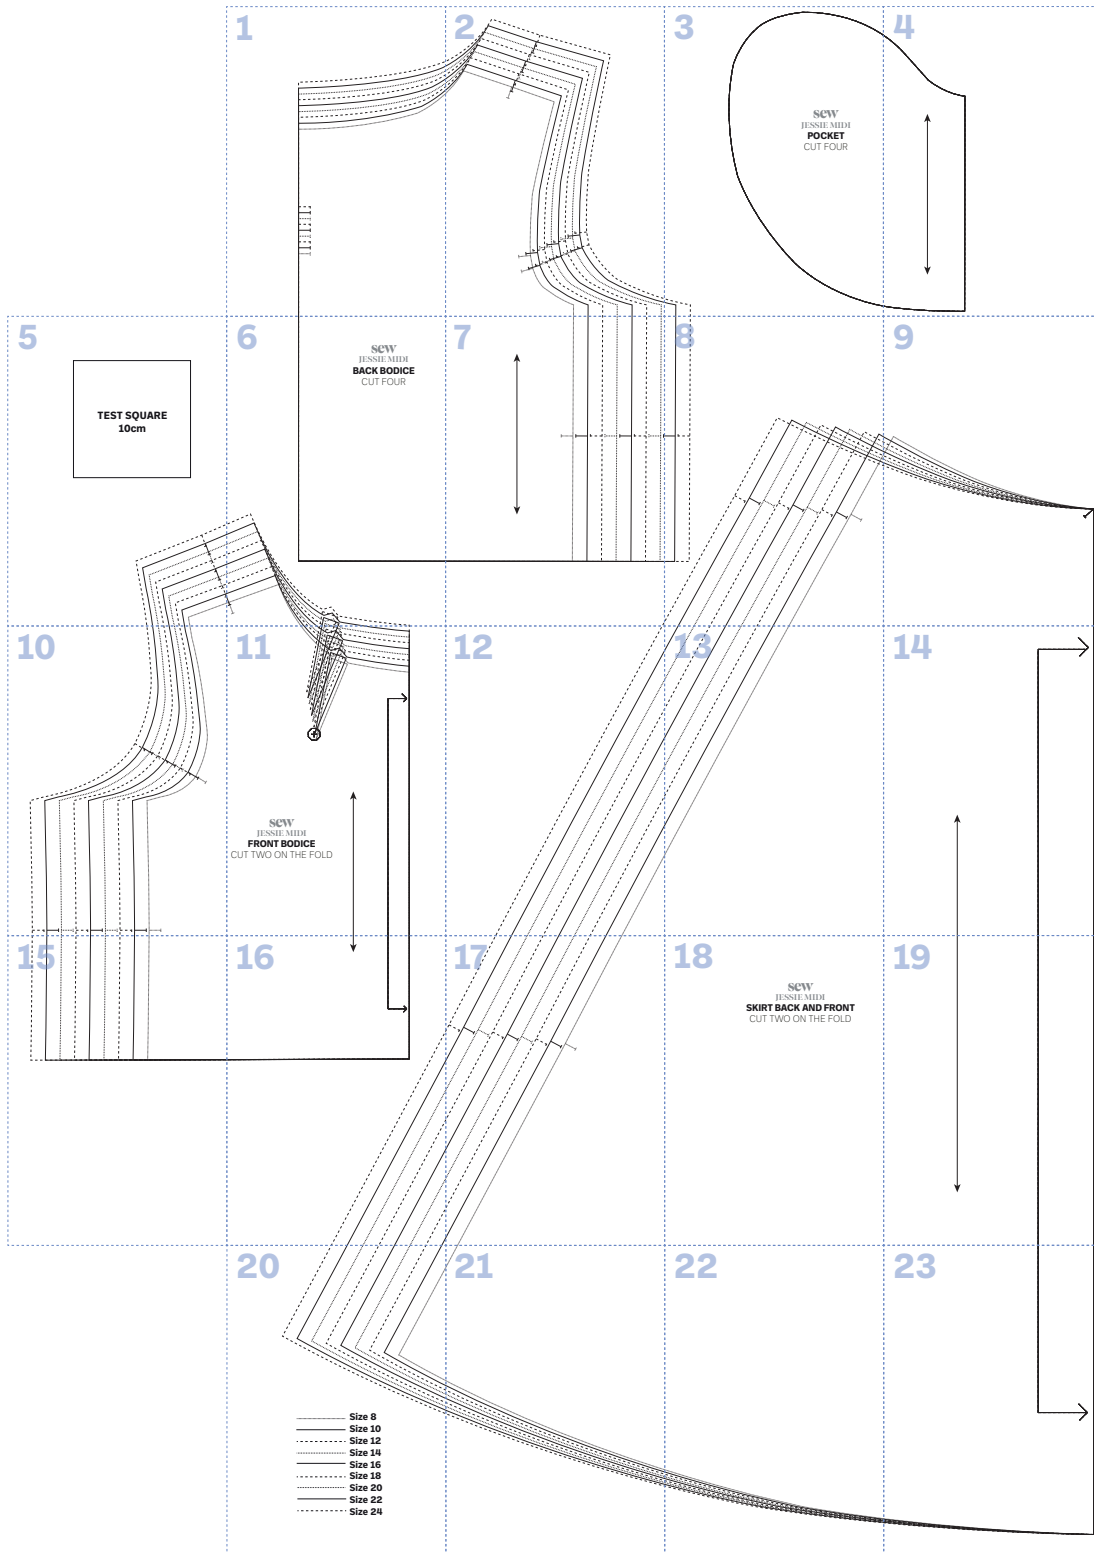 1
2
3
4
sew
JESSIE MIDI
POCKET
CUT FOUR
5
6
7
8
9
sew
JESSIE MIDI
BACK BODICE
CUT FOUR
TEST SQUARE
10cm
10
11
12
13
14
sew
JESSIE MIDI
FRONT BODICE
CUT TWO ON THE FOLD
15
16
17
18
19
sew
JESSIE MIDI
SKIRT BACK AND FRONT
CUT TWO ON THE FOLD
20
21
22
23
Size 8
Size 10
Size 12
Size 14
Size 16
Size 18
Size 20
Size 22
Size 24